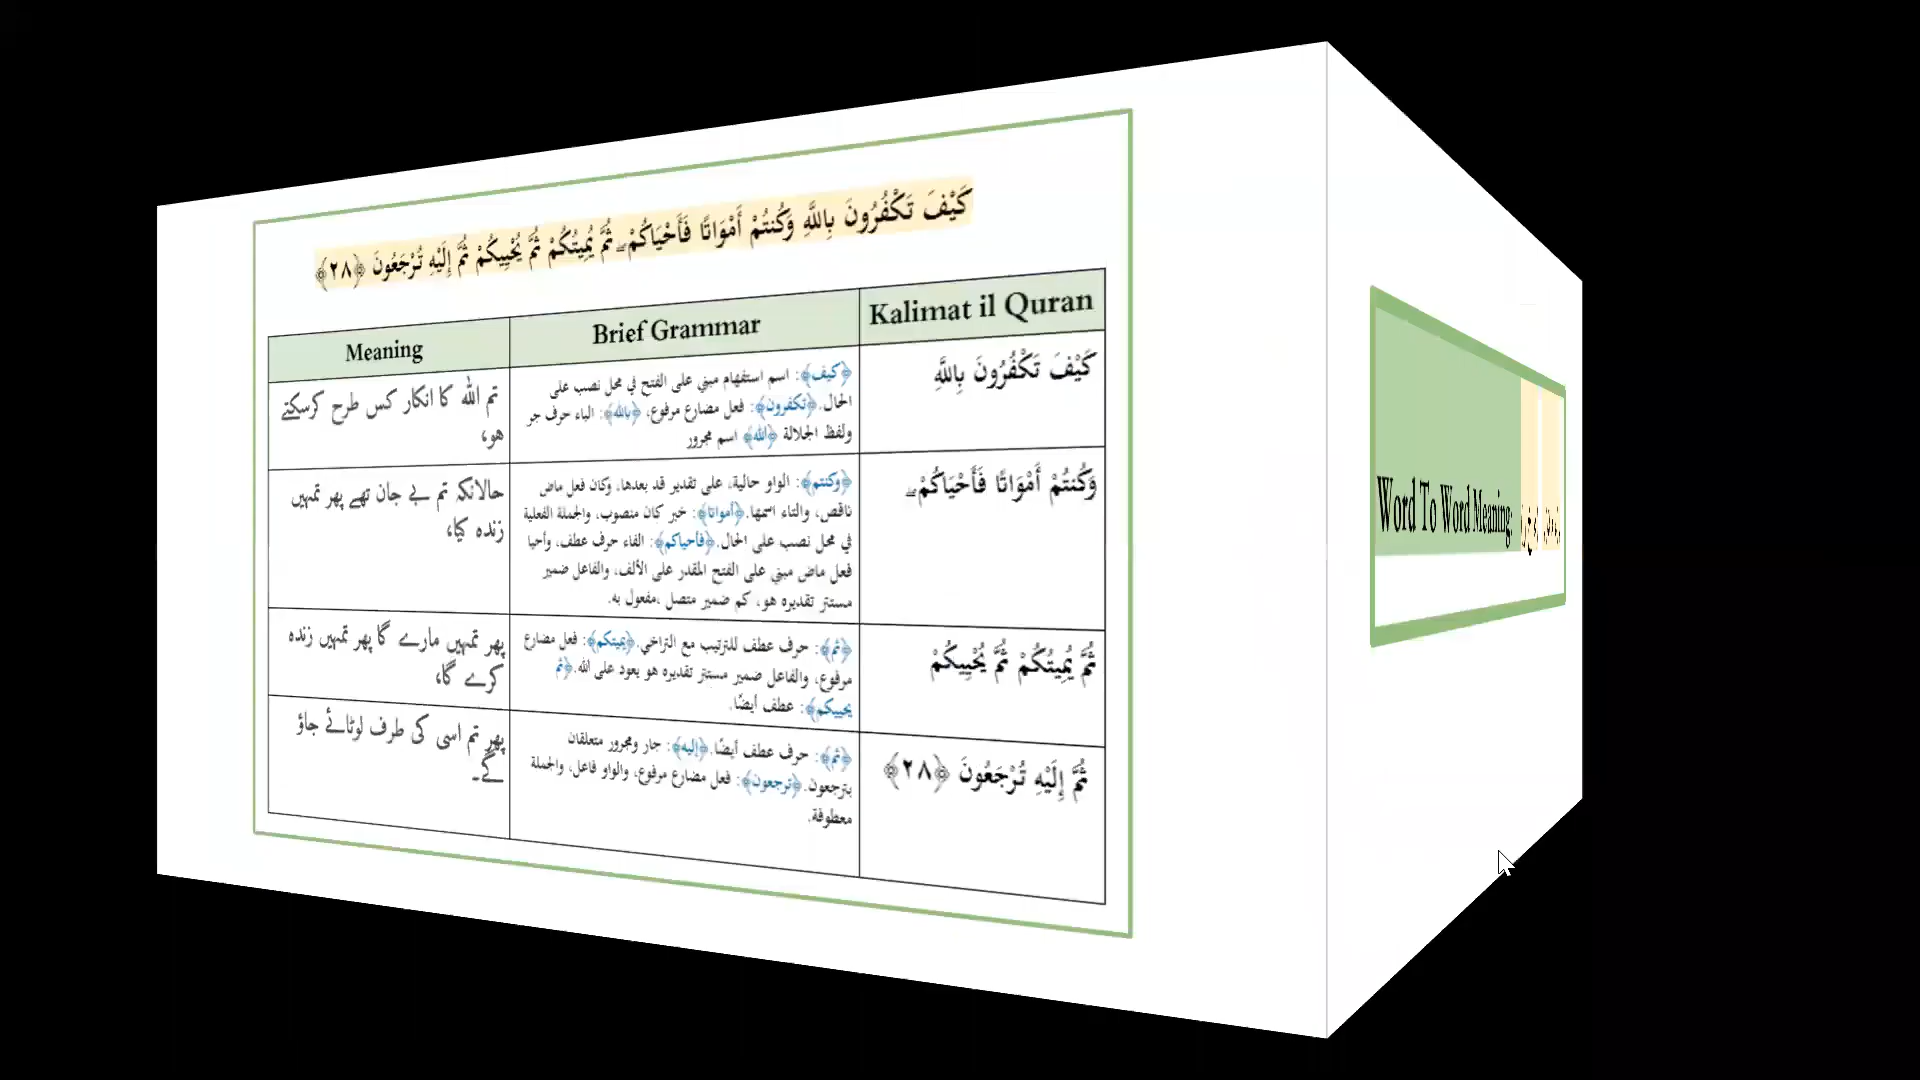 كَيْفَ تَكْفُرُونَ بِاللَّهِ وَكُنتُمْ أَمْوَاتًا فَأَحْيَاكُمْ ۖ ثُمَّ يُمِيتُكُمْ ثُمَّ يُحْيِيكُمْ ثُمَّ إِلَيْهِ تُرْجَعُونَ ﴿٢٨﴾
Kalimat il Quran
Brief Grammar
Meaning
كَيْفَ تَكْفُرُونَ بِاللَّهِ
﴿كيف﴾: اسم استفهام مبني على الفتح في محل نصب على
الحال. ﴿تكفرون﴾: فعل مضارع مرفوع، ﴿بالله﴾: الباء حرف جر
ولفظ الجلالة ﴿الله﴾ اسم مجرور
تم اللہ کا انکار کس طرح کرسکتے
ہو،
وَكُنتُمْ أَمْوَاتًا فَأَحْيَاكُمْ ۖ
﴿وكنتم﴾: الواو حالية، على تقدير قد بعدها، وكان فعل ماض
ناقص، والتاء اسمها. ﴿أمواتا﴾: خبر كان منصوب، والجملة الفعلية
في محل نصب على الحال. ﴿فأحياكم﴾: الفاء حرف عطف، وأحيا
فعل ماض مبني على الفتح المقدر على الألف، والفاعل ضمير
مستتر تقديره هو، كم ضمير متصل ،مفعول به.
حالانکہ تم بے جان تھے پھر تمہیں
زندہ کیا،
ثُمَّ يُمِيتُكُمْ ثُمَّ يُحْيِيكُمْ
﴿ثم﴾: حرف عطف للترتيب مع التراخي. ﴿يميتكم﴾: فعل مضارع
مرفوع، والفاعل ضمير مستتر تقديره هو يعود على الله. ﴿ثم
يحييكم﴾: عطف أيضًا.
پھر تمہیں مارے گا پھر تمہیں زندہ
کرے گا،
ثُمَّ إِلَيْهِ تُرْجَعُونَ ﴿٢٨﴾
﴿ثم﴾: حرف عطف أيضًا. ﴿إليه﴾: جار ومجرور متعلقان
بترجعون. ﴿ترجعون﴾: فعل مضارع مرفوع، والواو فاعل، والجملة
معطوفة.
پھر تم اسی کی طرف لوٹائے جاؤ
گے۔
Word To Word Meaning: